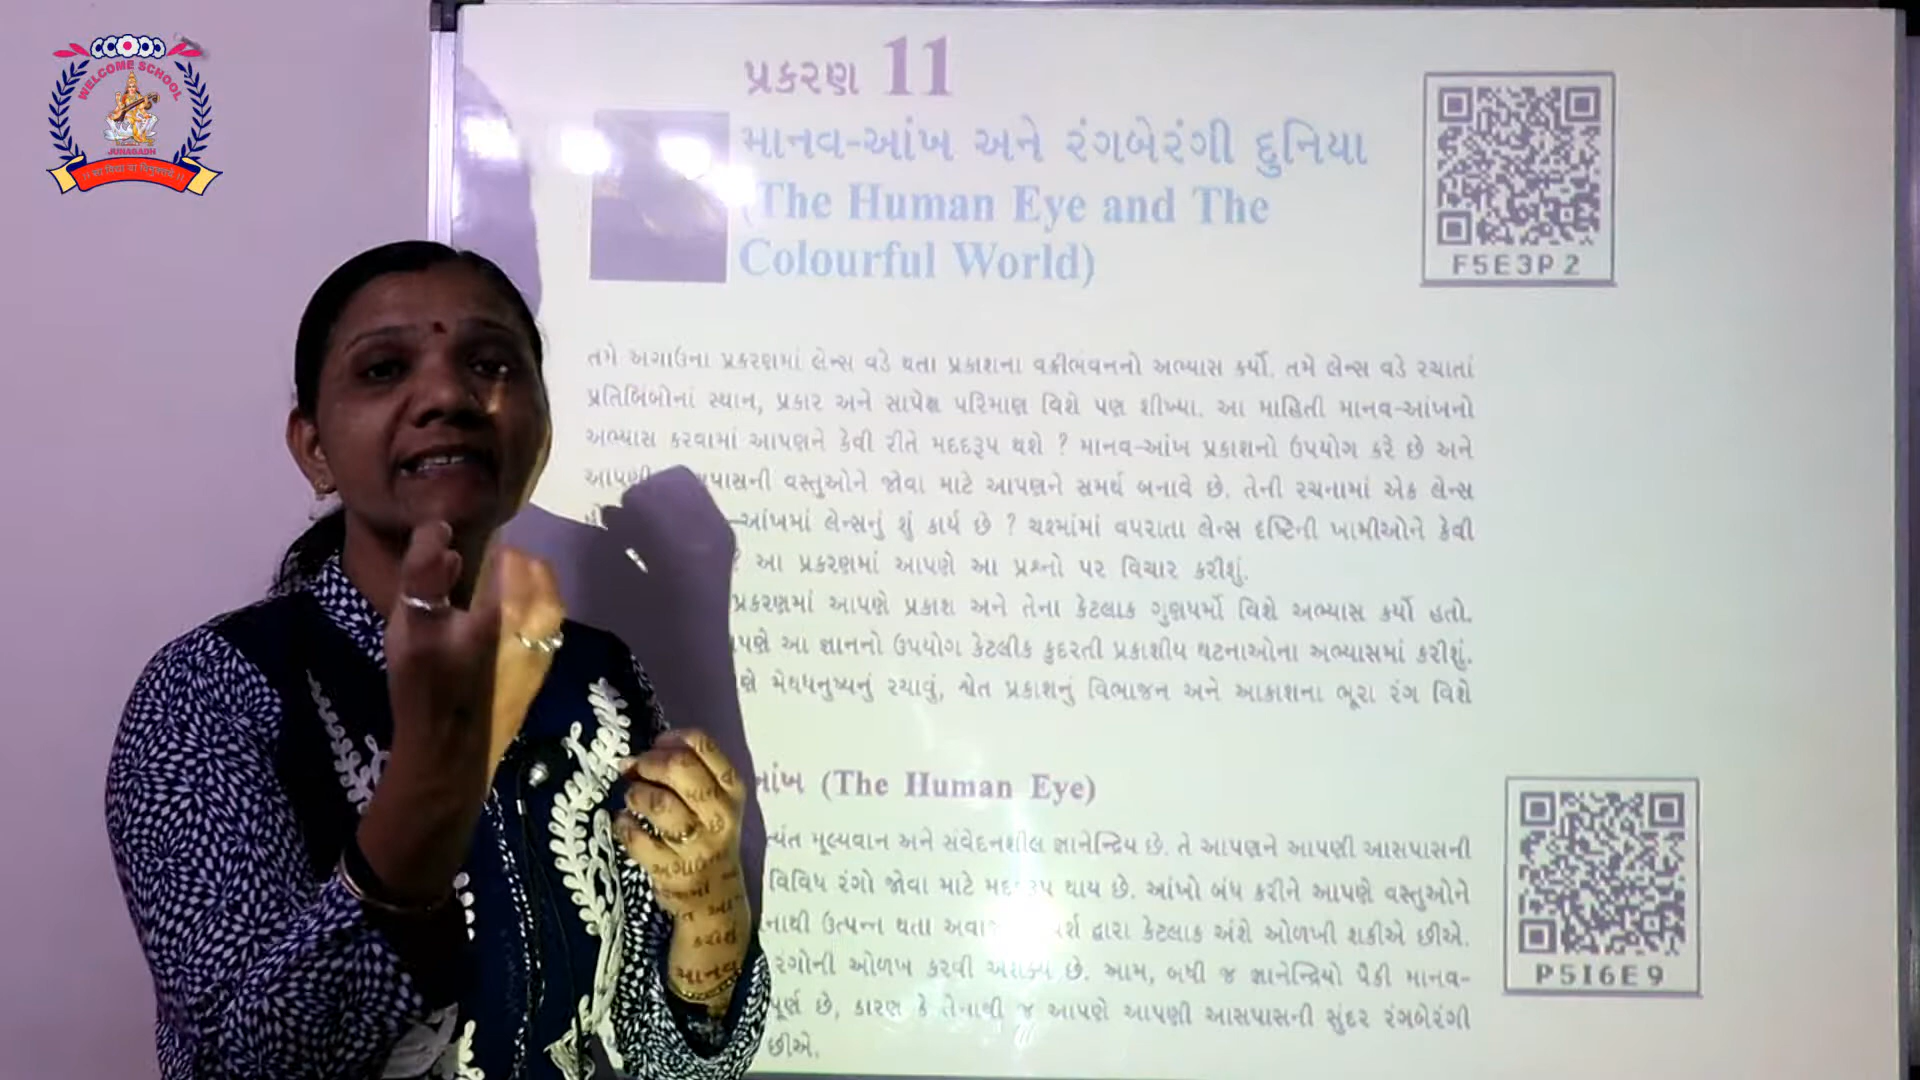 WELCOME SCHOOL
JUNAGADH
॥ सा विद्या या विमुक्तये ॥
પ્રકરણ 11
માનવ-આંખ અને રંગબેરંગી દુનિયા
(The Human Eye and The
Colourful World)
F5E3P2
તમે અગાઉના પ્રકરણમાં લેન્સ વડે થતા પ્રકાશના વક્રીભવનનો અભ્યાસ કર્યો. તમે લેન્સ વડે રચાતાં
પ્રતિબિંબોનાં સ્થાન, પ્રકાર અને સાપેક્ષ પરિમાણ વિશે પણ શીખ્યા. આ માહિતી માનવ-આંખનો
અભ્યાસ કરવામાં આપણને કેવી રીતે મદદરૂપ થશે ? માનવ-આંખ પ્રકાશનો ઉપયોગ કરે છે અને
આપણી પાસની વસ્તુઓને જોવા માટે આપણને સમર્થ બનાવે છે. તેની રચનામાં એક લેન્સ
-આંખમાં લેન્સનું શું કાર્ય છે ? ચશ્માંમાં વપરાતા લેન્સ દૃષ્ટિની ખામીઓને કેવી
આ પ્રકરણમાં આપણે આ પ્રશ્નો પર વિચાર કરીશું.
પ્રકરણમાં આપણે પ્રકાશ અને તેના કેટલાક ગુણધર્મો વિશે અભ્યાસ કર્યો હતો.
આ જ્ઞાનનો ઉપયોગ કેટલીક કુદરતી પ્રકાશીય ઘટનાઓના અભ્યાસમાં કરીશું.
મેઘધનુષ્યનું રચાવું, શ્વેત પ્રકાશનું વિભાજન અને આકાશના ભૂરા રંગ વિશે
આંખ (The Human Eye)
મૂલ્યવાન અને સંવેદનશીલ જ્ઞાનેન્દ્રિય છે. તે આપણને આપણી આસપાસની
વિવિધ રંગો જોવા માટે મદદરૂપ થાય છે. આંખો બંધ કરીને આપણે વસ્તુઓને
ઉત્પન્ન થતા દ્વારા કેટલાક અંશે ઓળખી શકીએ છીએ.
રંગોની ઓળખ કરવી અશક્ય છે. આમ, બધી જ જ્ઞાનેન્દ્રિયો પૈકી માનવ-
પૂર્ણ છે, કારણ કે તેનાથી જ આપણે આપણી આસપાસની સુંદર રંગબેરંગી
છીએ.
P5I6E9